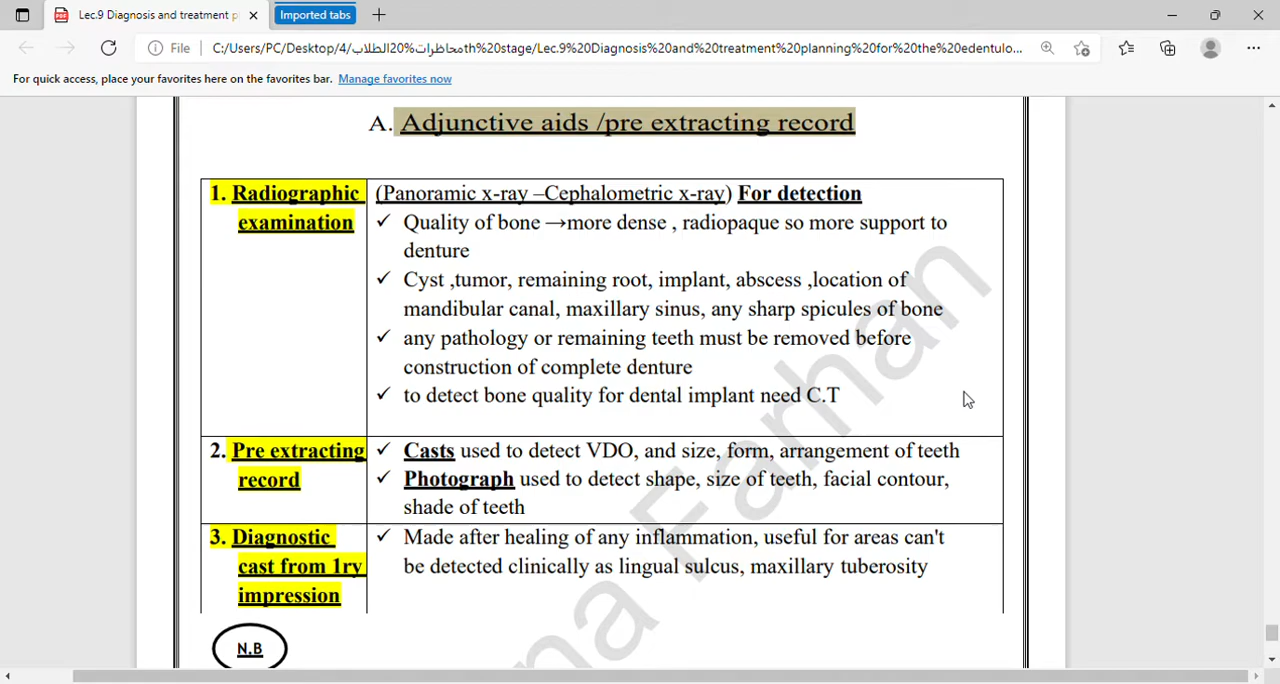 Lec.9 Diagnosis and treatment p
Imported tabs
File
C:/Users/PC/Desktop/4/محاظرات%20الطلاب/th%20stage/Lec.9%20Diagnosis%20and%20treatment%20planning%20for%20the%20edentulo...
For quick access, place your favorites here on the favorites bar. Manage favorites now
A. Adjunctive aids /pre extracting record
1. Radiographic examination
(Panoramic x-ray –Cephalometric x-ray) For detection
✓ Quality of bone →more dense , radiopaque so more support to
denture
✓ Cyst ,tumor, remaining root, implant, abscess ,location of
mandibular canal, maxillary sinus, any sharp spicules of bone
✓ any pathology or remaining teeth must be removed before
construction of complete denture
✓ to detect bone quality for dental implant need C.T
2. Pre extracting
record
✓ Casts used to detect VDO, and size, form, arrangement of teeth
✓ Photograph used to detect shape, size of teeth, facial contour,
shade of teeth
3. Diagnostic
cast from 1ry
impression
✓ Made after healing of any inflammation, useful for areas can't
be detected clinically as lingual sulcus, maxillary tuberosity
N.B
na Farhan